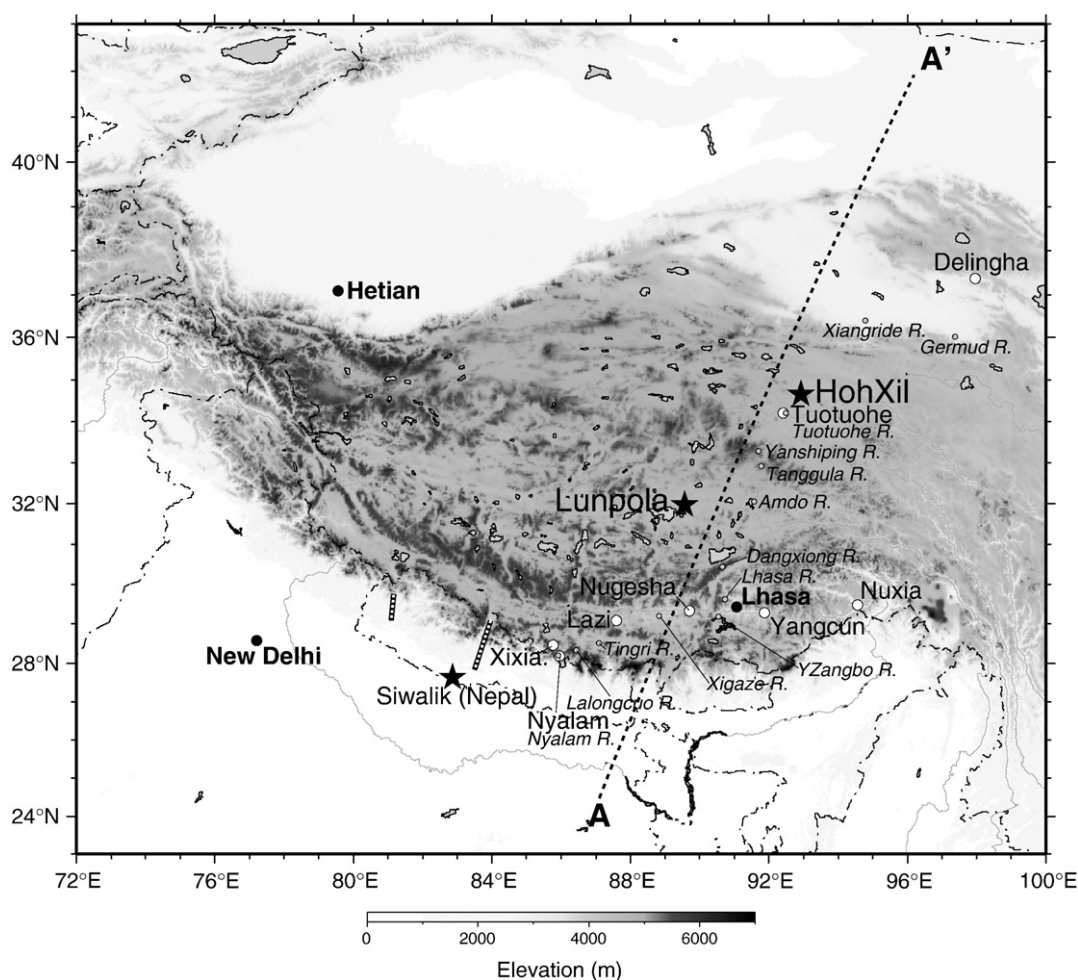 A'
40°N
Delingha
Hetian
Xiangride R.
36°N
Germud R.
HohXil
Tuotuohe
Tuotuohe R.
Yanshiping R.
Tanggula R.
Lunpola
32°N
Amdo R.
Dangxiong R.
Nugesha
Lhasa R.
Nuxia
Lhasa
Lazi
Yangcun
New Delhi
28°N
Xixia.
Tingri R.
YZangbo R.
Xigaze R.
Siwalik (Nepal)
Lalongcuo R.
Nyalam
Nyalam R.
24°N
A
72°E 76°E 80°E 84°E 88°E 92°E 96°E 100°E
0 2000 4000 6000
Elevation (m)